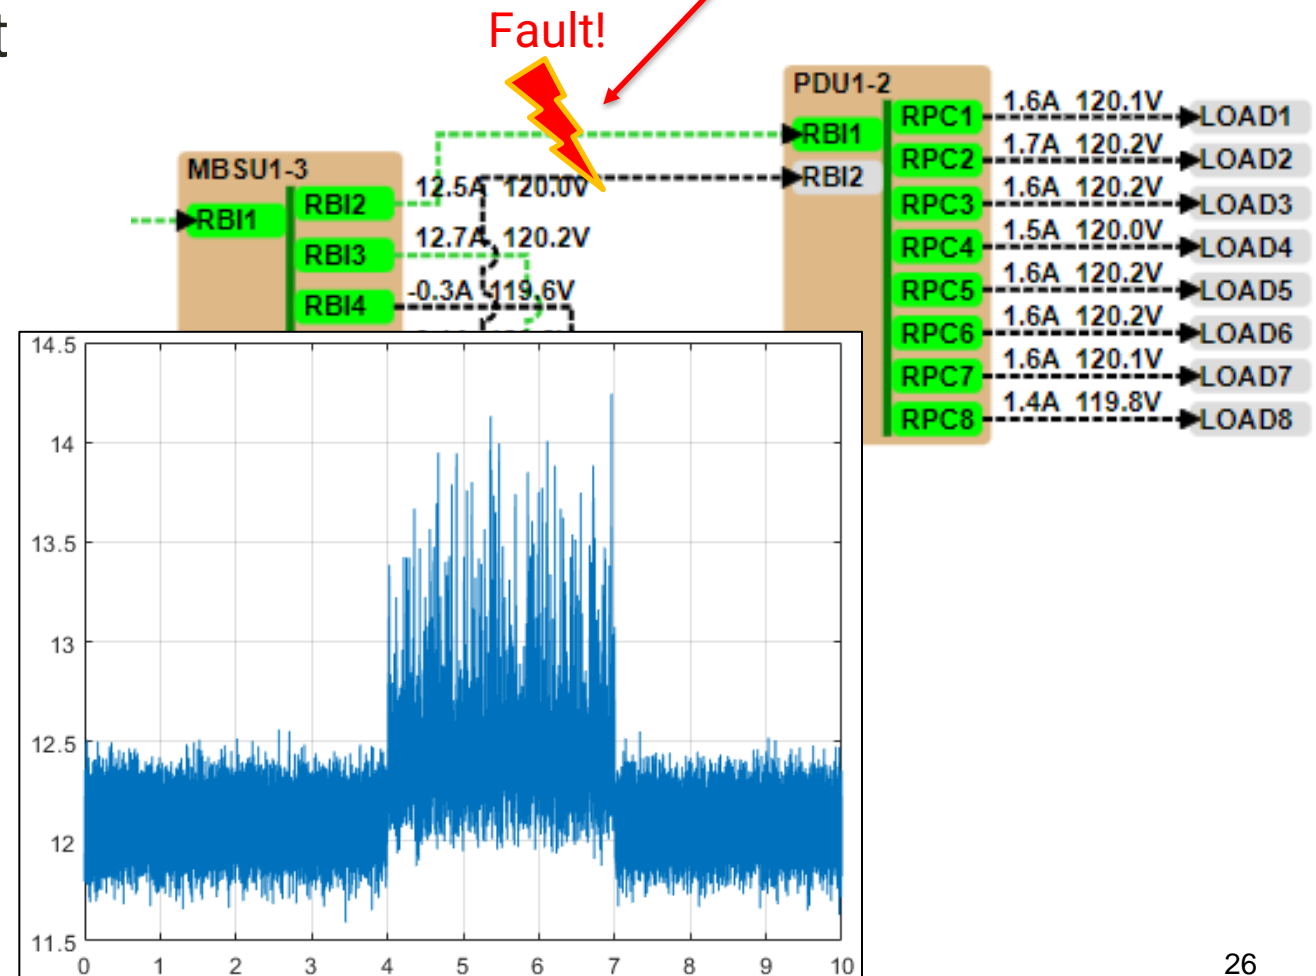 t
Fault!
PDU1-2
RBI1
RBI2
RPC1 1.6A 120.1V LOAD1
RPC2 1.7A 120.2V LOAD2
RPC3 1.6A 120.2V LOAD3
RPC4 1.5A 120.0V LOAD4
RPC5 1.6A 120.2V LOAD5
RPC6 1.6A 120.2V LOAD6
RPC7 1.6A 120.1V LOAD7
RPC8 1.4A 119.8V LOAD8
MBSU1-3
RBI1
RBI2 12.5A 120.0V
RBI3 12.7A 120.2V
RBI4 -0.3A 119.6V
14.5
14
13.5
13
12.5
12
11.5
0 1 2 3 4 5 6 7 8 9 10
26